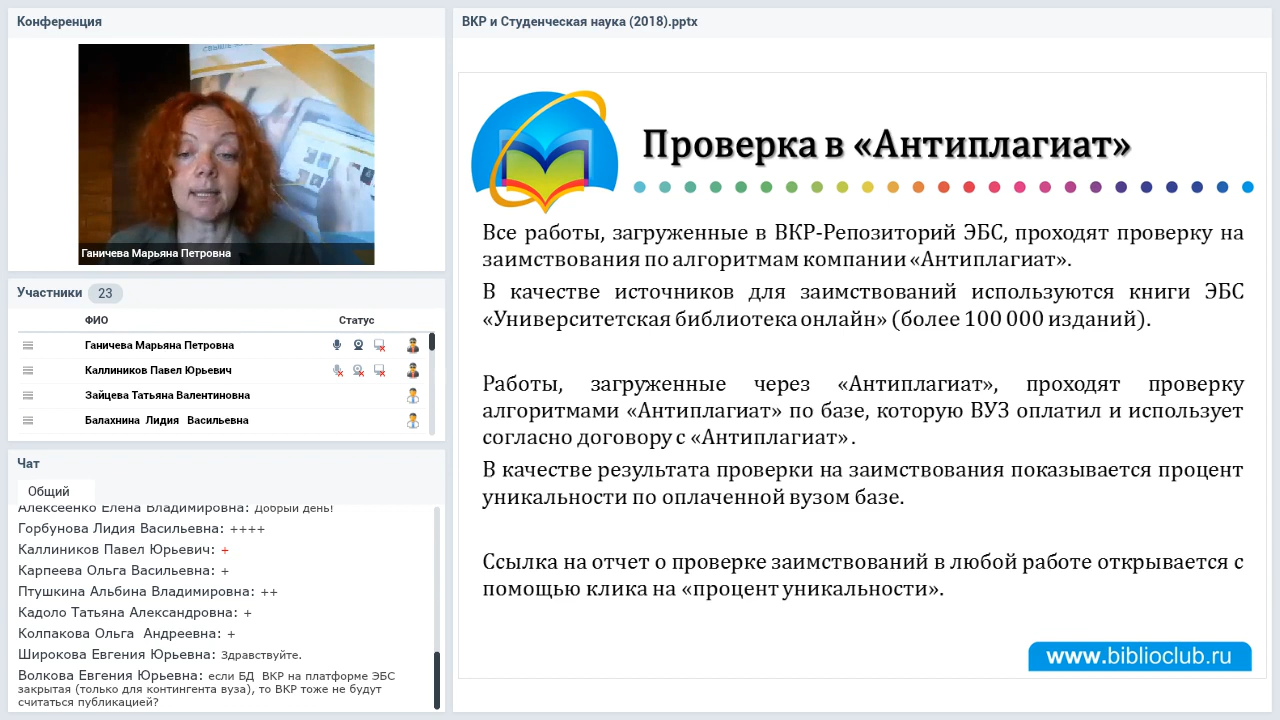 Конференция
СВЫШЕ
Ганичева Марьяна Петровна
Участники 23
ФИО Статус
Ганичева Марьяна Петровна
Каллиников Павел Юрьевич
Зайцева Татьяна Валентиновна
Балахнина Лидия Васильевна
Чат
Общий
Алексеенко Елена Владимировна: Добрый день!
Горбунова Лидия Васильевна: ++++
Каллиников Павел Юрьевич: +
Карпеева Ольга Васильевна: +
Птушкина Альбина Владимировна: ++
Кадоло Татьяна Александровна: +
Колпакова Ольга Андреевна: +
Широкова Евгения Юрьевна: Здравствуйте.
Волкова Евгения Юрьевна: если БД ВКР на платформе ЭБС
закрытая (только для контингента вуза), то ВКР тоже не будут
считаться публикацией?
ВКР и Студенческая наука (2018).pptx
Проверка в «Антиплагиат»
Все работы, загруженные в ВКР-Репозиторий ЭБС, проходят проверку на
заимствования по алгоритмам компании «Антиплагиат».
В качестве источников для заимствований используются книги ЭБС
«Университетская библиотека онлайн» (более 100 000 изданий).
Работы, загруженные через «Антиплагиат», проходят проверку
алгоритмами «Антиплагиат» по базе, которую ВУЗ оплатил и использует
согласно договору с «Антиплагиат».
В качестве результата проверки на заимствования показывается процент
уникальности по оплаченной вузом базе.
Ссылка на отчет о проверке заимствований в любой работе открывается с
помощью клика на «процент уникальности».
www.biblioclub.ru